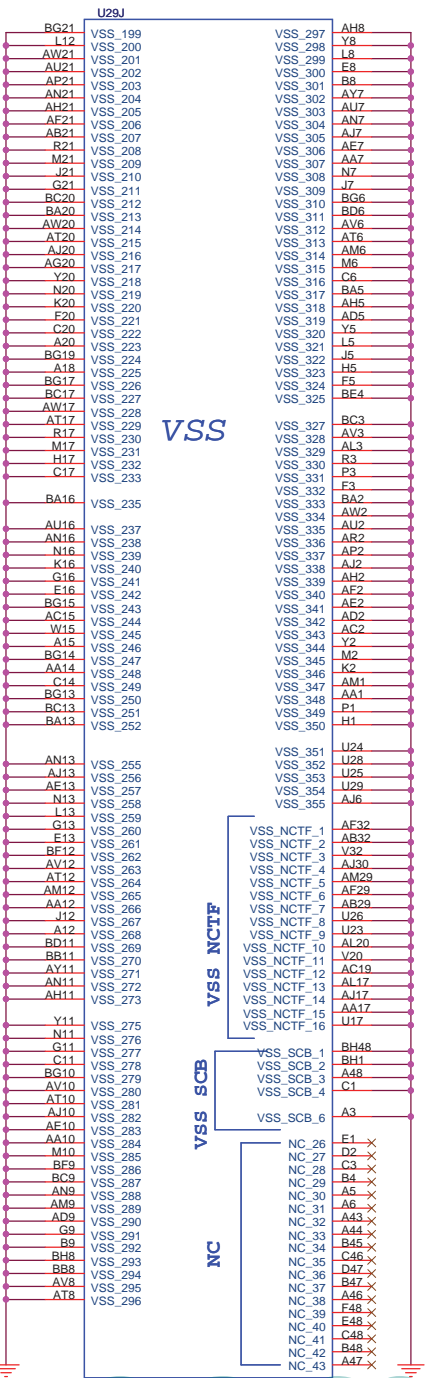 U29J
BG21 VSS_199
L12 VSS_200
AW21 VSS_201
AU21 VSS_202
AP21 VSS_203
AN21 VSS_204
AH21 VSS_205
AF21 VSS_206
AB21 VSS_207
R21 VSS_208
M21 VSS_209
J21 VSS_210
G21 VSS_211
BC20 VSS_212
BA20 VSS_213
AW20 VSS_214
AT20 VSS_215
AJ20 VSS_216
AG20 VSS_217
Y20 VSS_218
N20 VSS_219
K20 VSS_220
F20 VSS_221
C20 VSS_222
A20 VSS_223
BG19 VSS_224
A18 VSS_225
BG17 VSS_226
BC17 VSS_227
AW17 VSS_228
AT17 VSS_229
R17 VSS_230
M17 VSS_231
H17 VSS_232
C17 VSS_233
BA16 VSS_235
AU16 VSS_237
AN16 VSS_238
N16 VSS_239
K16 VSS_240
G16 VSS_241
E16 VSS_242
BG15 VSS_243
AC15 VSS_244
W15 VSS_245
A15 VSS_246
BG14 VSS_247
AA14 VSS_248
C14 VSS_249
BG13 VSS_250
BC13 VSS_251
BA13 VSS_252
AN13 VSS_255
AJ13 VSS_256
AE13 VSS_257
N13 VSS_258
L13 VSS_259
G13 VSS_260
E13 VSS_261
BF12 VSS_262
AV12 VSS_263
AT12 VSS_264
AM12 VSS_265
AA12 VSS_266
J12 VSS_267
A12 VSS_268
BD11 VSS_269
BB11 VSS_270
AY11 VSS_271
AN11 VSS_272
AH11 VSS_273
Y11 VSS_275
N11 VSS_276
G11 VSS_277
C11 VSS_278
BG10 VSS_279
AV10 VSS_280
AT10 VSS_281
AJ10 VSS_282
AE10 VSS_283
AA10 VSS_284
M10 VSS_285
BF9 VSS_286
BC9 VSS_287
AN9 VSS_288
AM9 VSS_289
AD9 VSS_290
G9 VSS_291
B9 VSS_292
BH8 VSS_293
BB8 VSS_294
AV8 VSS_295
AT8 VSS_296
VSS
VSS_297 AH8
VSS_298 Y8
VSS_299 L8
VSS_300 E8
VSS_301 B8
VSS_302 AY7
VSS_303 AU7
VSS_304 AN7
VSS_305 AJ7
VSS_306 AE7
VSS_307 AA7
VSS_308 N7
VSS_309 J7
VSS_310 BG6
VSS_311 BD6
VSS_312 AV6
VSS_313 AT6
VSS_314 AM6
VSS_315 M6
VSS_316 C6
VSS_317 BA5
VSS_318 AH5
VSS_319 AD5
VSS_320 Y5
VSS_321 L5
VSS_322 J5
VSS_323 H5
VSS_324 F5
VSS_325 BE4
VSS_327 BC3
VSS_328 AV3
VSS_329 AL3
VSS_330 R3
VSS_331 P3
VSS_332 F3
VSS_333 BA2
VSS_334 AW2
VSS_335 AU2
VSS_336 AR2
VSS_337 AP2
VSS_338 AJ2
VSS_339 AH2
VSS_340 AF2
VSS_341 AE2
VSS_342 AD2
VSS_343 AC2
VSS_344 Y2
VSS_345 M2
VSS_346 K2
VSS_347 AM1
VSS_348 AA1
VSS_349 P1
VSS_350 H1
VSS_351 U24
VSS_352 U28
VSS_353 U25
VSS_354 U29
VSS_355 AJ6
VSS NCTF
VSS_NCTF_1 AF32
VSS_NCTF_2 AB32
VSS_NCTF_3 V32
VSS_NCTF_4 AJ30
VSS_NCTF_5 AM29
VSS_NCTF_6 AF29
VSS_NCTF_7 AB29
VSS_NCTF_8 U26
VSS_NCTF_9 U23
VSS_NCTF_10 AL20
VSS_NCTF_11 V20
VSS_NCTF_12 AC19
VSS_NCTF_13 AL17
VSS_NCTF_14 AJ17
VSS_NCTF_15 AA17
VSS_NCTF_16 U17
VSS SCB
VSS_SCB_1 BH48
VSS_SCB_2 BH1
VSS_SCB_3 A48
VSS_SCB_4 C1
VSS_SCB_6 A3
NC
NC_26 E1
NC_27 D2
NC_28 C3
NC_29 B4
NC_30 A5
NC_31 A6
NC_32 A43
NC_33 A44
NC_34 B45
NC_35 C46
NC_36 D47
NC_37 B47
NC_38 A46
NC_39 F48
NC_40 E48
NC_41 C48
NC_42 B48
NC_43 A47